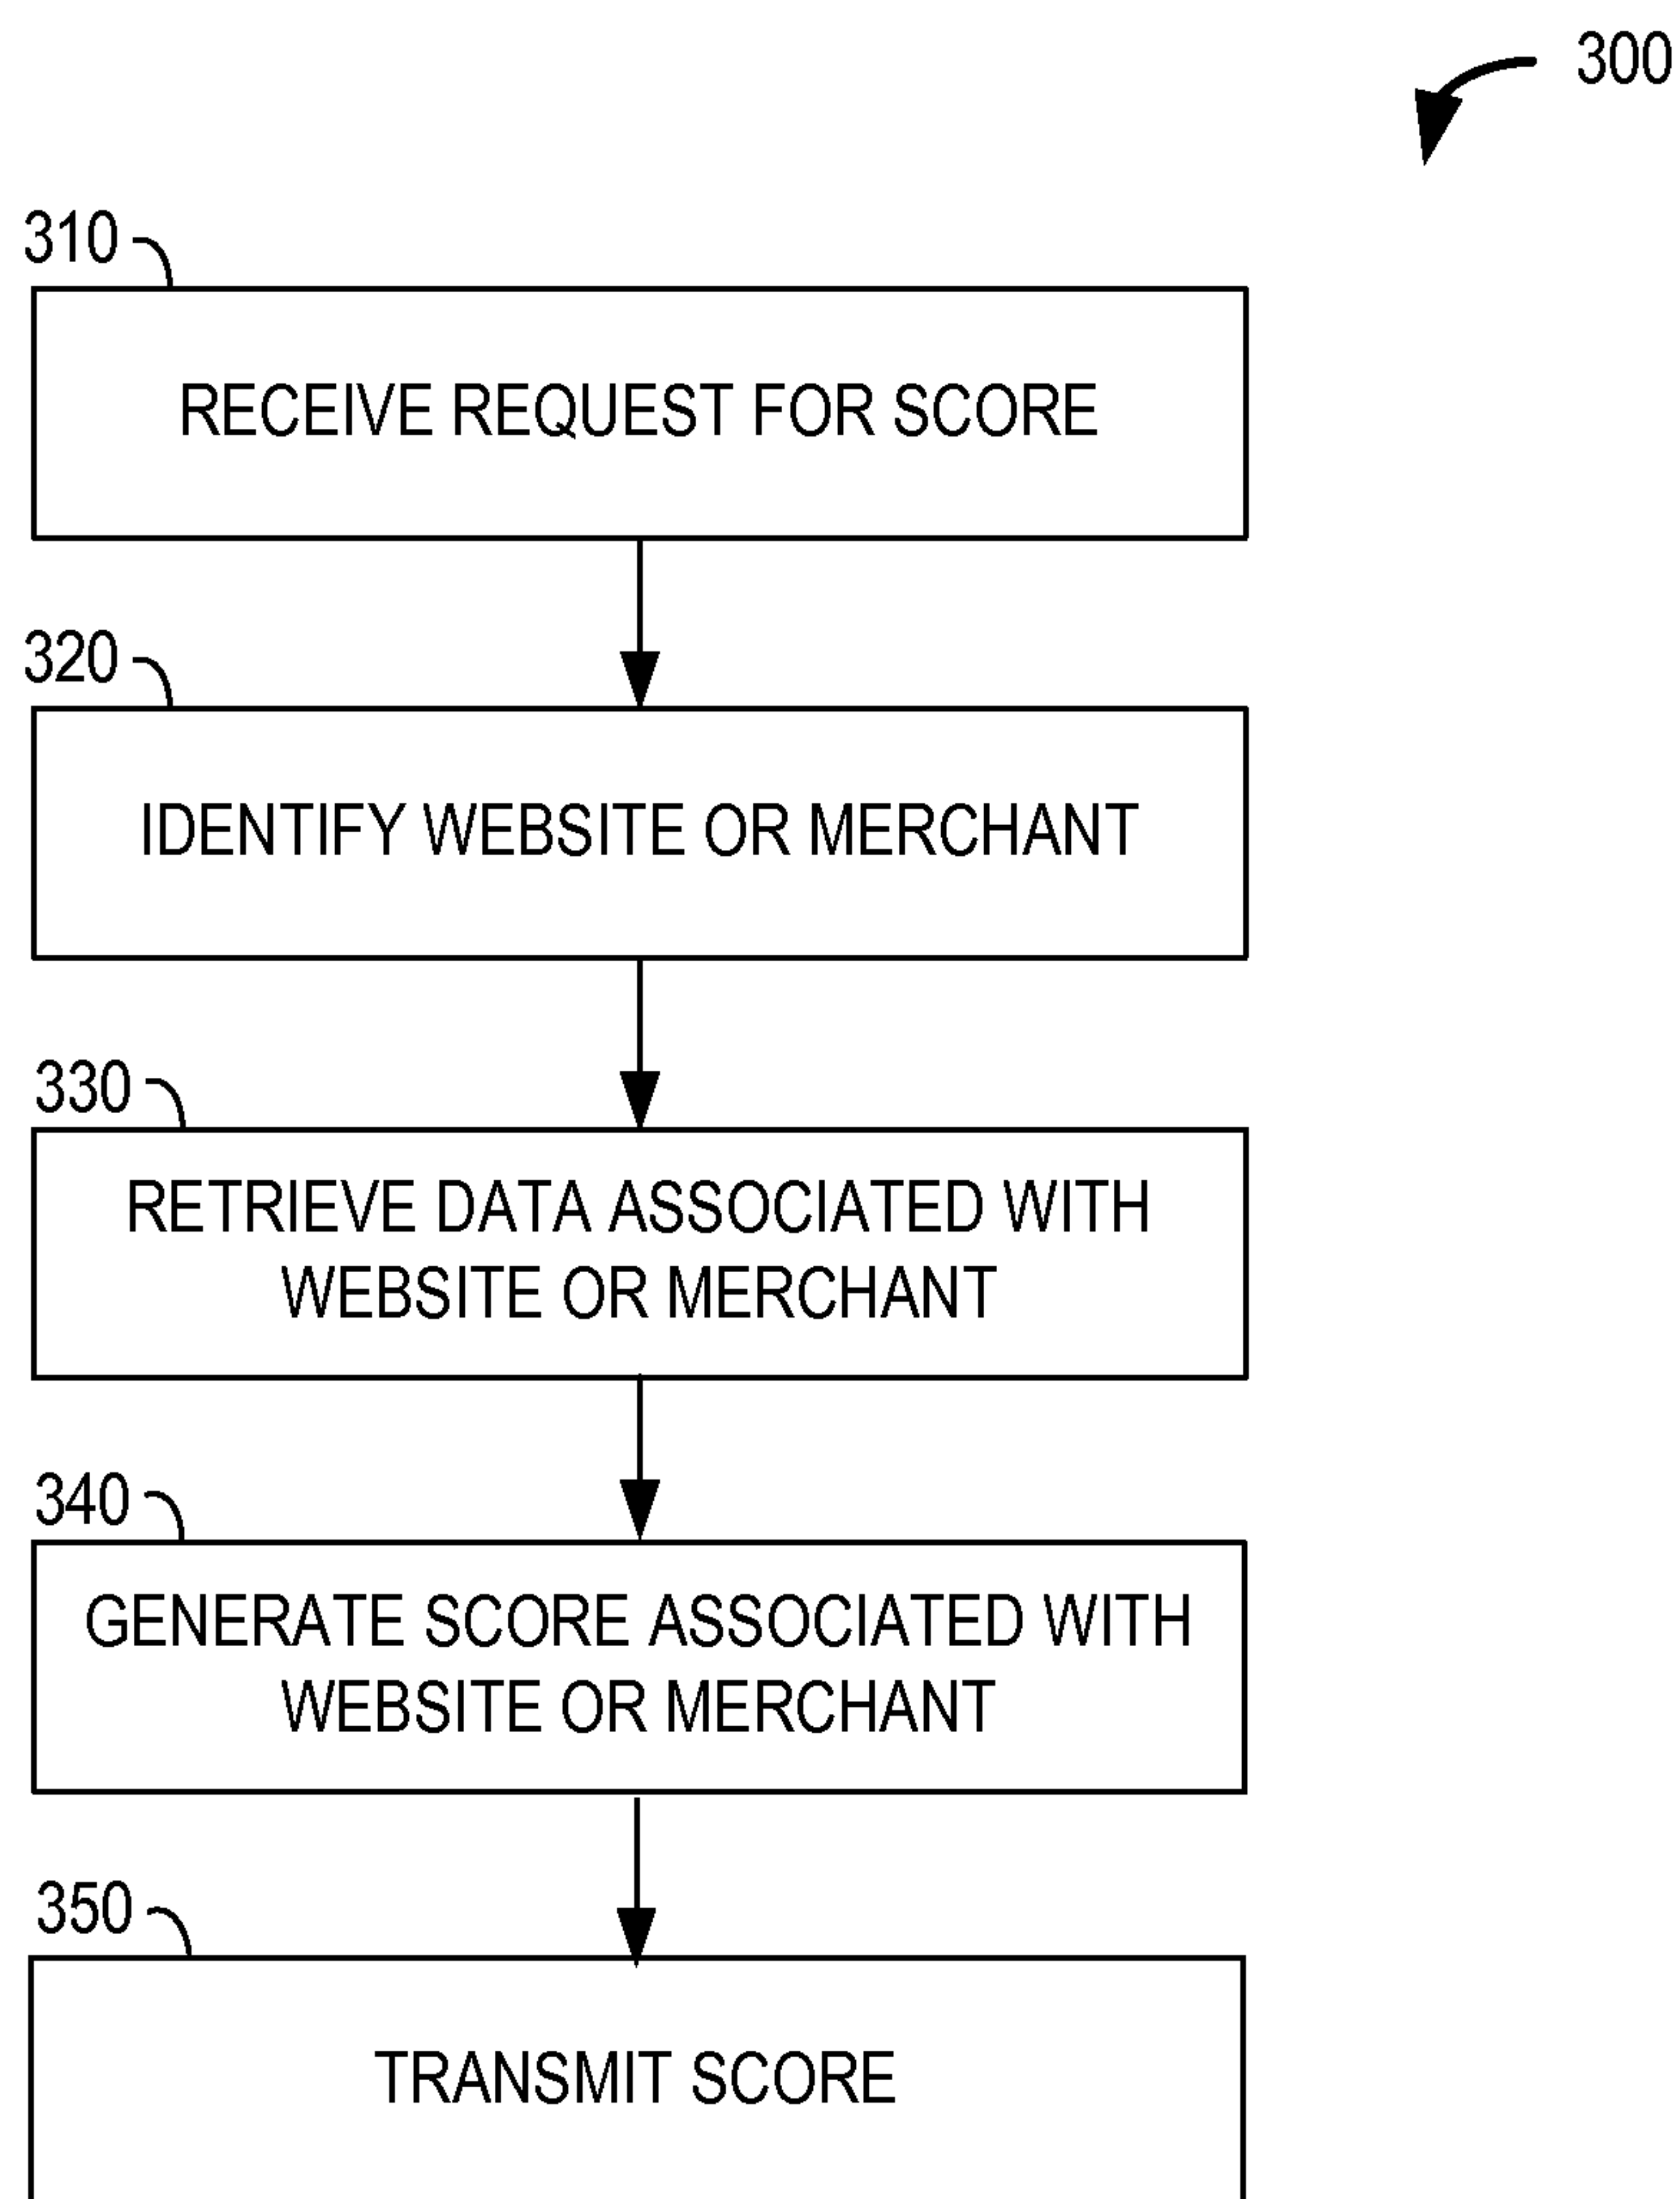 300
310
RECEIVE REQUEST FOR SCORE
320
IDENTIFY WEBSITE OR MERCHANT
330
RETRIEVE DATA ASSOCIATED WITH
WEBSITE OR MERCHANT
340
GENERATE SCORE ASSOCIATED WITH
WEBSITE OR MERCHANT
350
TRANSMIT SCORE